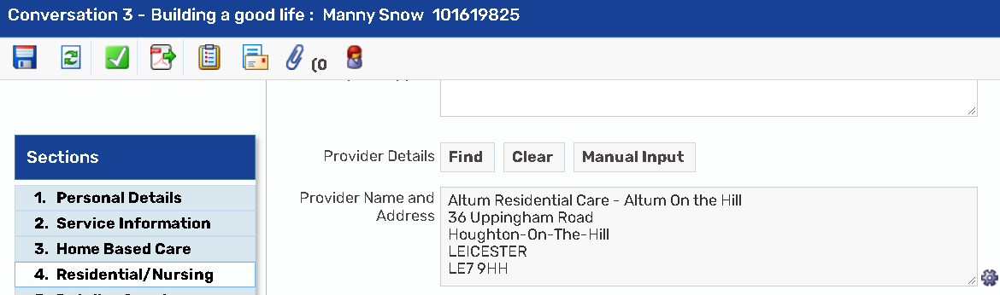 Conversation 3 - Building a good life : Manny Snow 101619825
(0
Provider Details Find Clear Manual Input
Sections
Provider Name and Address
Altum Residential Care - Altum On the Hill
36 Uppingham Road
Houghton-On-The-Hill
LEICESTER
LE7 9HH
1. Personal Details
2. Service Information
3. Home Based Care
4. Residential/Nursing